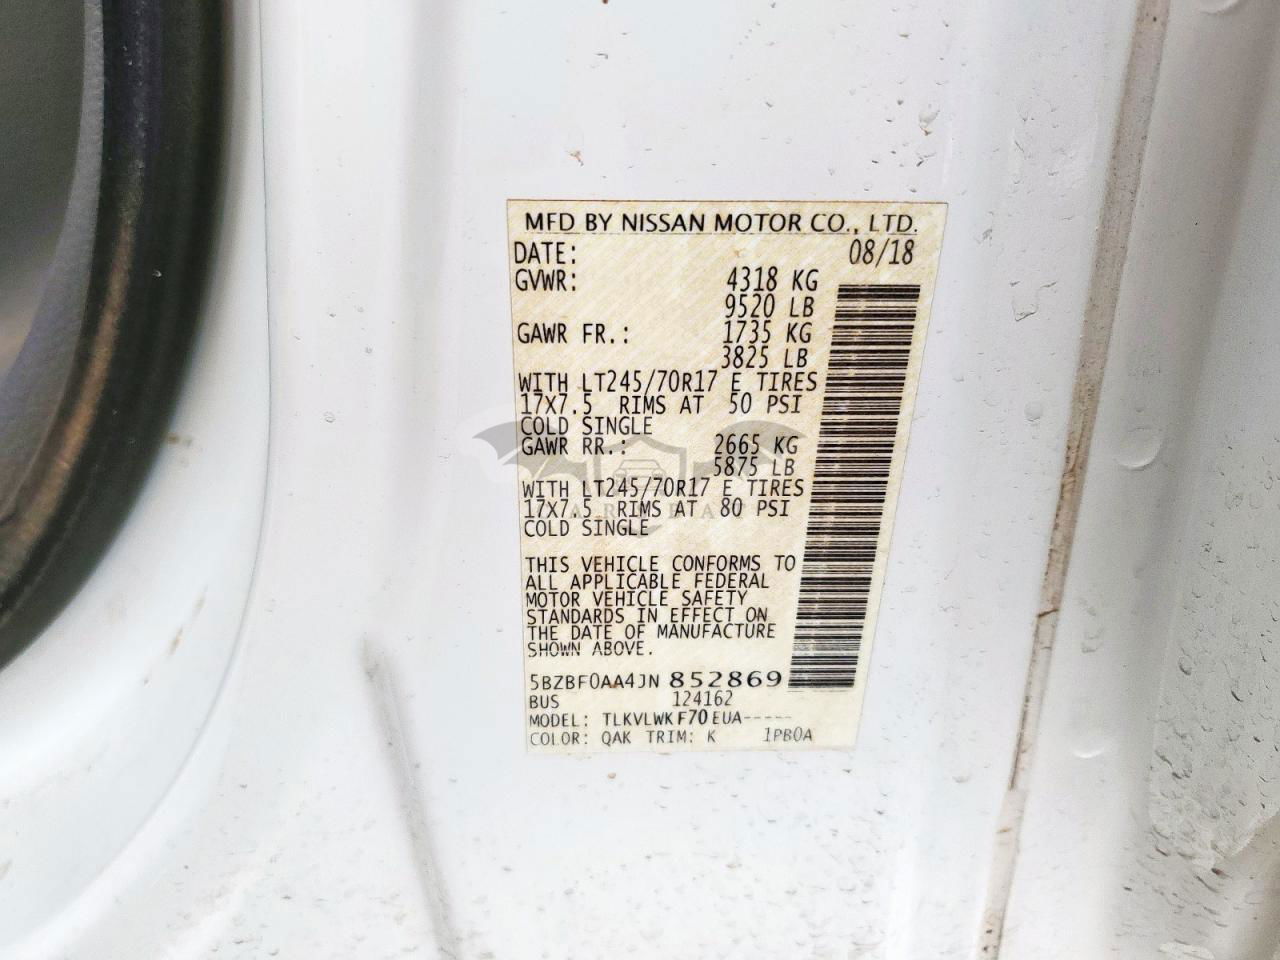 MFD BY NISSAN MOTOR CO., LTD.
DATE: 08/18
GVWR: 4318 KG
9520 LB
GAWR FR.: 1735 KG
3825 LB
WITH LT245/70R17 E TIRES
17X7.5 RIMS AT 50 PSI
COLD SINGLE
GAWR RR.: 2665 KG
5875 LB
WITH LT245/70R17 E TIRES
17X7.5 RIMS AT 80 PSI
COLD SINGLE
THIS VEHICLE CONFORMS TO
ALL APPLICABLE FEDERAL
MOTOR VEHICLE SAFETY
STANDARDS IN EFFECT ON
THE DATE OF MANUFACTURE
SHOWN ABOVE.
5BZBF0AA4JN 852869
BUS 124162
MODEL: TLKVLWK F70 EUA-----
COLOR: QAK TRIM: K 1PB0A